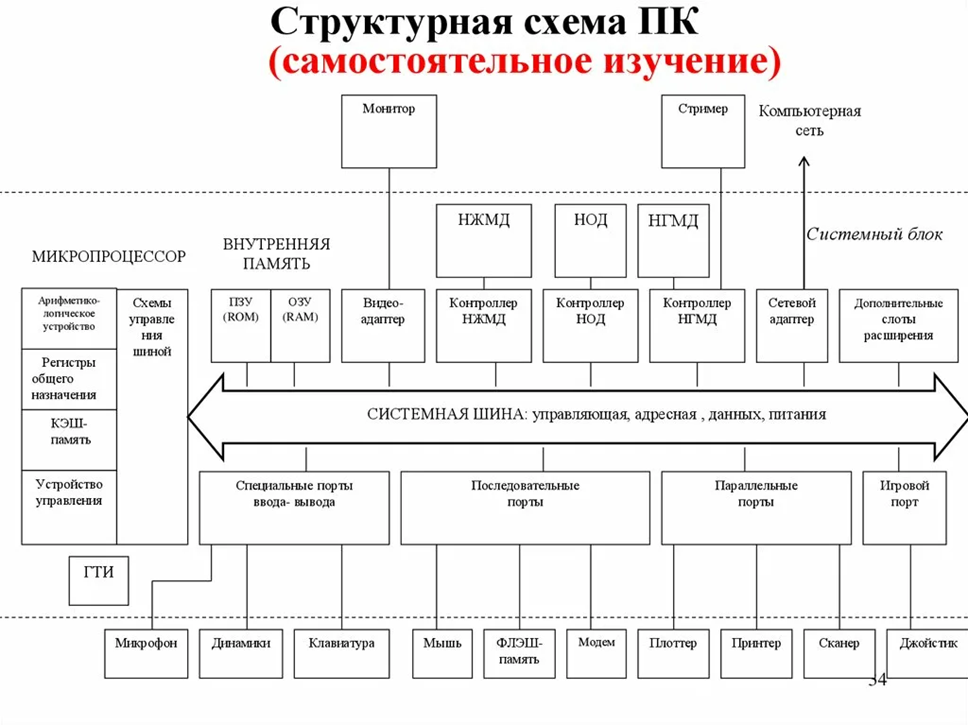 Структурная схема ПК
(самостоятельное изучение)
Монитор
Стример
Компьютерная
сеть
НЖМД
НОД
НГМД
Системный блок
МИКРОПРОЦЕССОР
ВНУТРЕННЯЯ
ПАМЯТЬ
Арифметико-
логическое
устройство
Схемы
управле
ния
шиной
ПЗУ
(ROM)
ОЗУ
(RAM)
Видео-
адаптер
Контроллер
НЖМД
Контроллер
НОД
Контроллер
НГМД
Сетевой
адаптер
Дополнительные
слоты
расширения
Регистры
общего
назначения
КЭШ-
память
Устройство
управления
СИСТЕМНАЯ ШИНА: управляющая, адресная , данных, питания
Специальные порты
ввода- вывода
Последовательные
порты
Параллельные
порты
Игровой
порт
ГТИ
Микрофон
Динамики
Клавиатура
Мышь
ФЛЭШ-
память
Модем
Плоттер
Принтер
Сканер
Джойстик
34